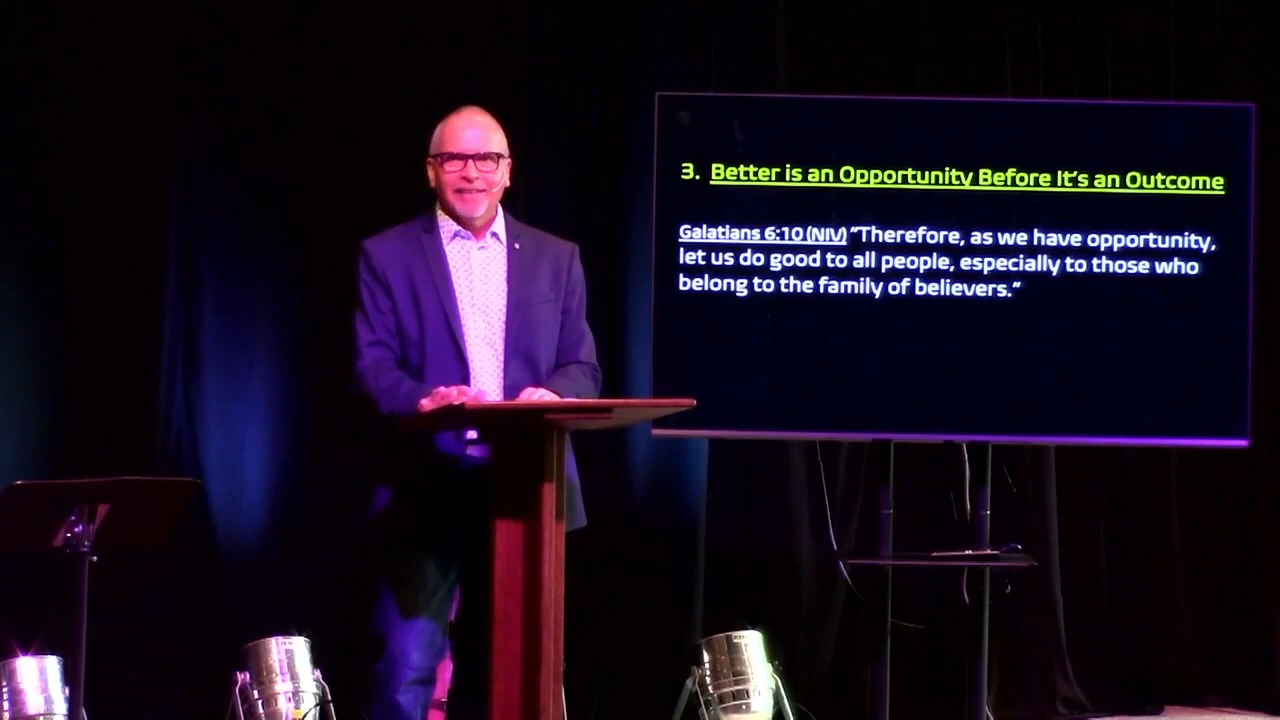 3. Better is an Opportunity Before It's an Outcome
Galatians 6:10 (NIV) "Therefore, as we have opportunity,
let us do good to all people, especially to those who
belong to the family of believers."